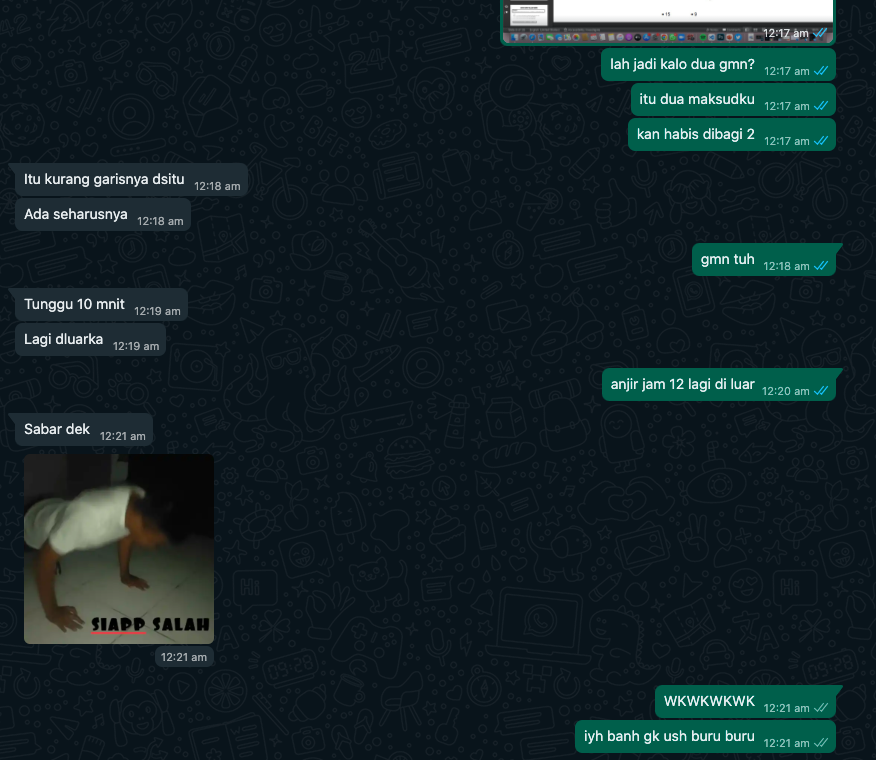 +15 +9
12:17 am
lah jadi kalo dua gmn? 12:17 am
itu dua maksudku 12:17 am
kan habis dibagi 2 12:17 am
Itu kurang garisnya dsitu 12:18 am
Ada seharusnya 12:18 am
gmn tuh 12:18 am
Tunggu 10 mnit 12:19 am
Lagi dluarka 12:19 am
anjir jam 12 lagi di luar 12:20 am
Sabar dek 12:21 am
SIAPP SALAH
12:21 am
WKWKWKWK 12:21 am
iyh banh gk ush buru buru 12:21 am